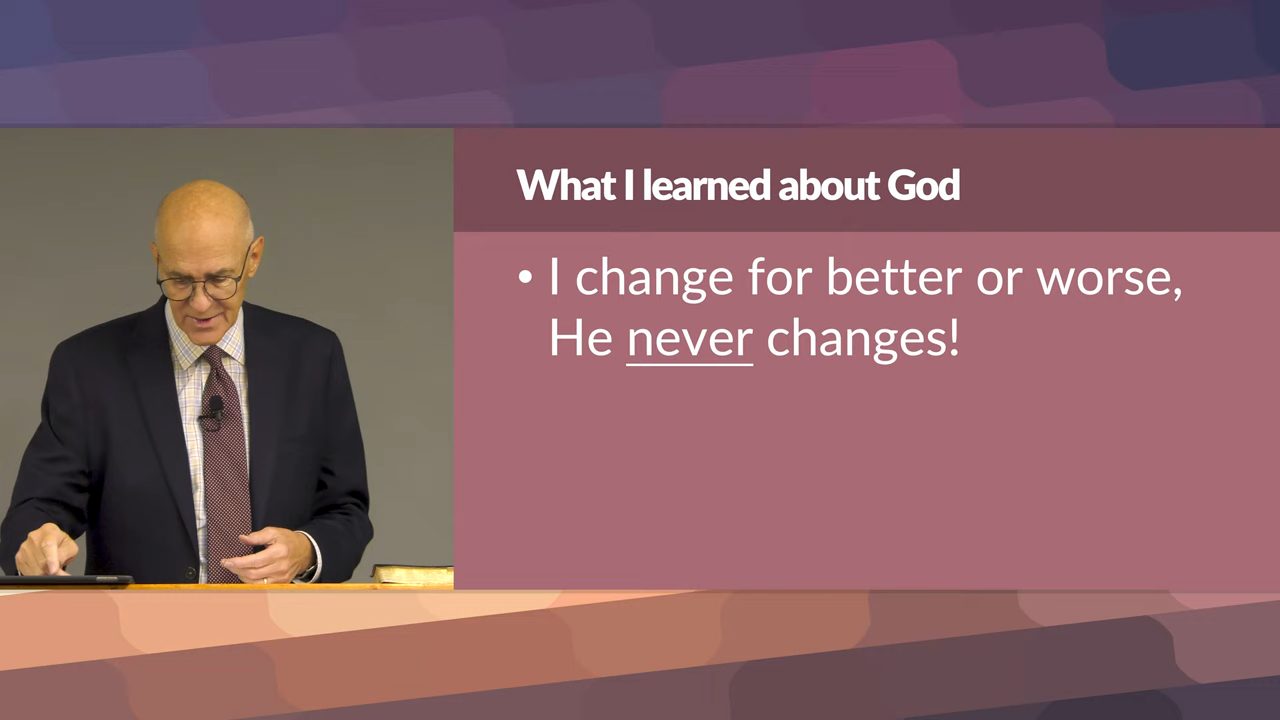 What I learned about God
• I change for better or worse,
He never changes!